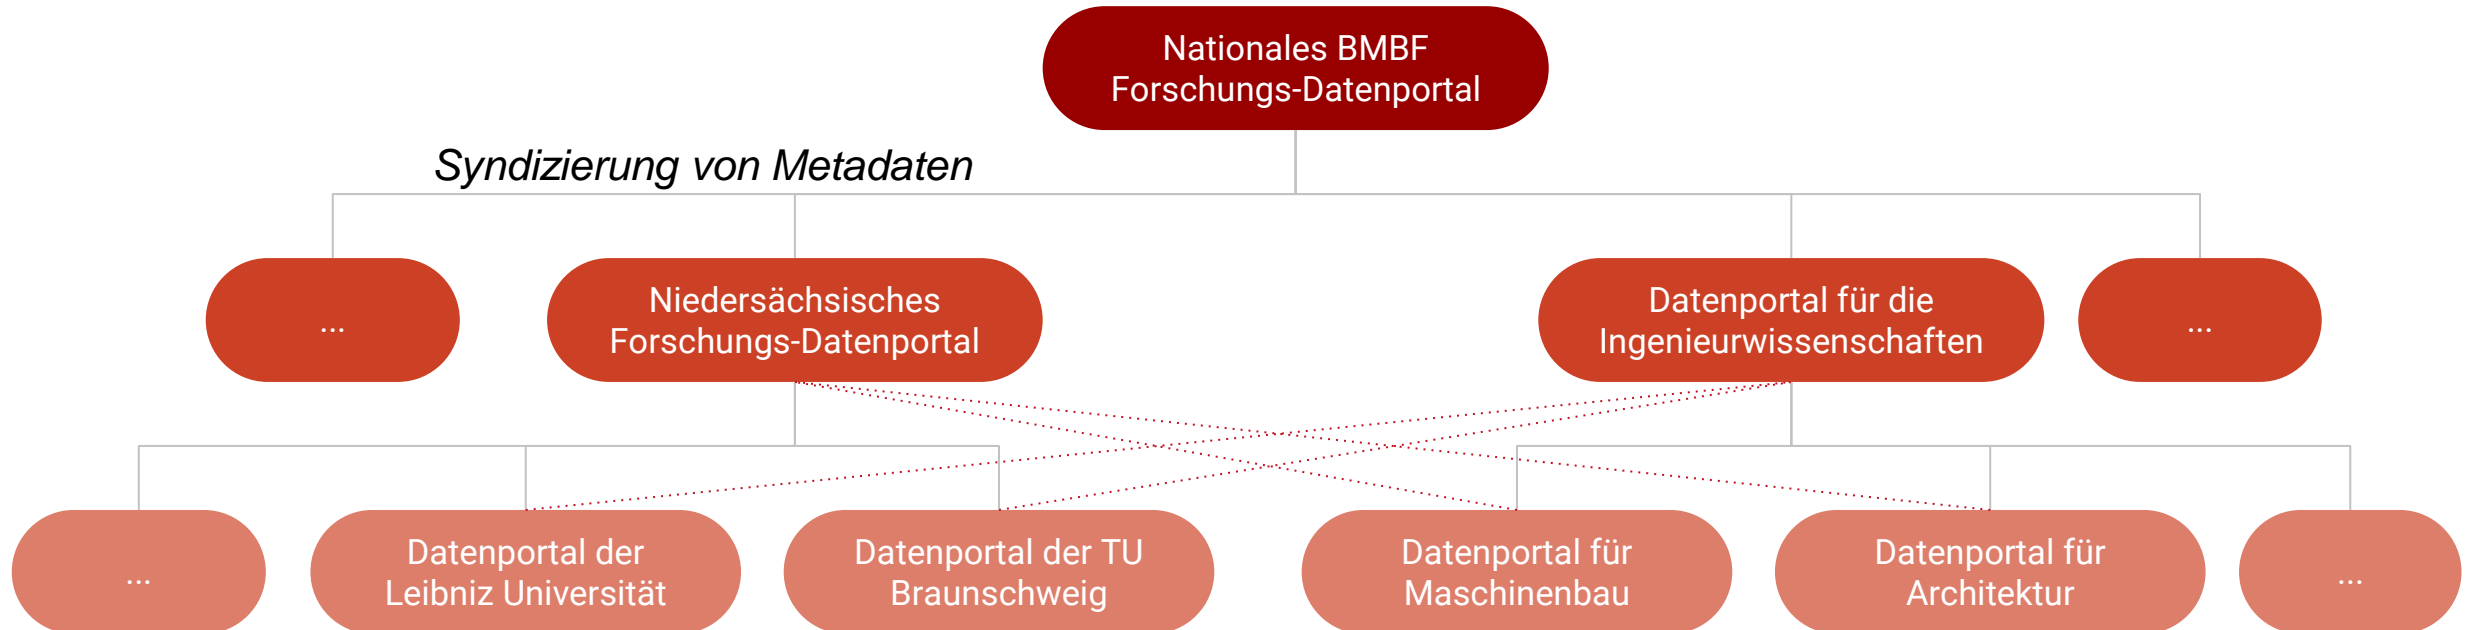 Nationales BMBF
Forschungs-Datenportal
Syndizierung von Metadaten
...
Niedersächsisches
Forschungs-Datenportal
Datenportal für die
Ingenieurwissenschaften
...
...
Datenportal der
Leibniz Universität
Datenportal der TU
Braunschweig
Datenportal für
Maschinenbau
Datenportal für
Architektur
...